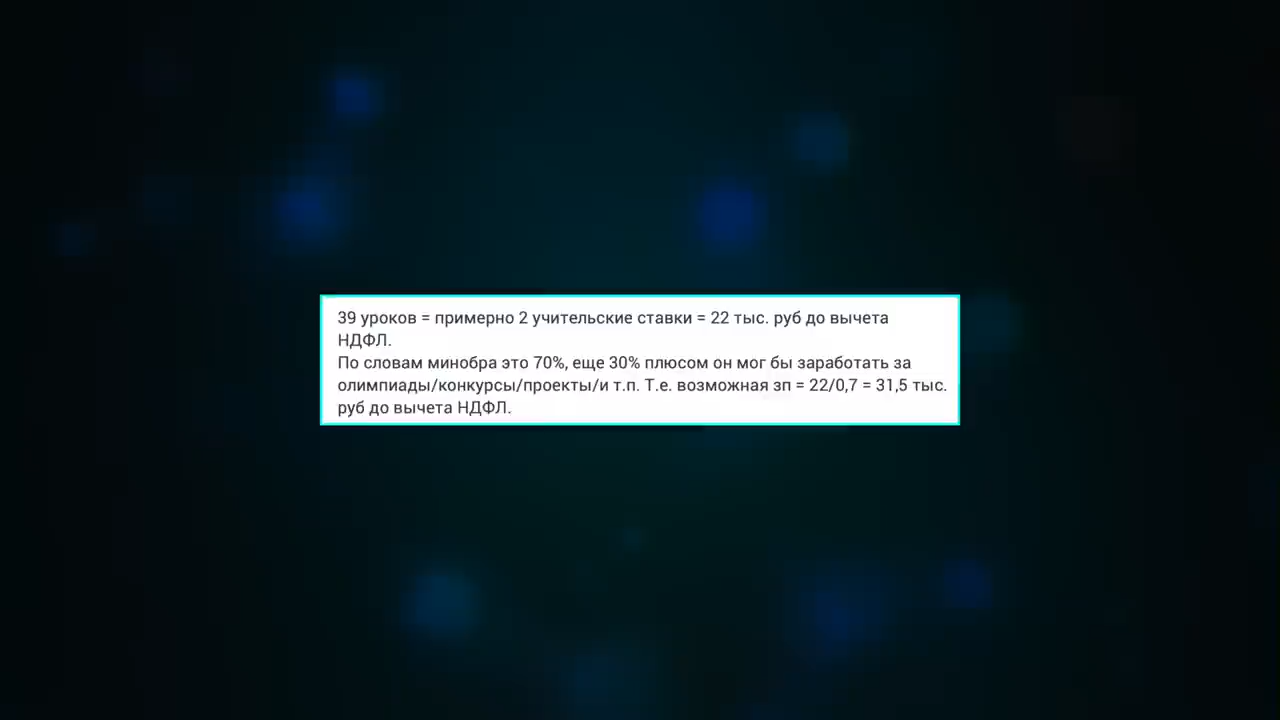 39 уроков = примерно 2 учительские ставки = 22 тыс. руб до вычета
НДФЛ.
По словам минобра это 70%, еще 30% плюсом он мог бы заработать за
олимпиады/конкурсы/проекты/и т.п. Т.е. возможная зп = 22/0,7 = 31,5 тыс.
руб до вычета НДФЛ.